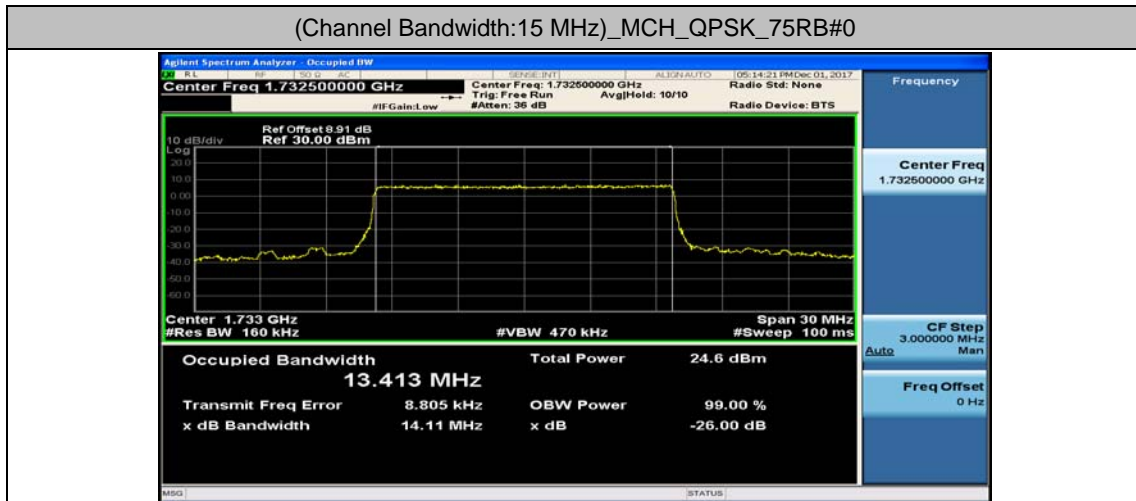 (Channel Bandwidth:15 MHz)_MCH_QPSK_75RB#0
Agilent Spectrum Analyzer - Occupied BW
LXI RL RF 50 Ω AC SENSE:INT ALIGNAUTO 05:14:21 PM Dec 01, 2017
Center Freq 1.732500000 GHz
Center Freq: 1.732500000 GHz
Radio Std: None
Trig: Free Run Avg|Hold: 10/10
#IFGain:Low #Atten: 36 dB Radio Device: BTS
Frequency
Ref Offset 8.91 dB
10 dB/div Ref 30.00 dBm
Log
20.0
10.0
0.00
-10.0
-20.0
-30.0
-40.0
-50.0
-60.0
Center Freq
1.732500000 GHz
Center 1.733 GHz Span 30 MHz
#Res BW 160 kHz #VBW 470 kHz #Sweep 100 ms
CF Step
3.000000 MHz
Auto Man
Freq Offset
0 Hz
Occupied Bandwidth Total Power 24.6 dBm
13.413 MHz
Transmit Freq Error 8.805 kHz OBW Power 99.00 %
x dB Bandwidth 14.11 MHz x dB -26.00 dB
MSG STATUS